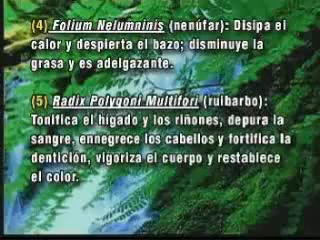 (4) Folium Nelumninis (nenúfar): Disipa el
calor y despierta el bazo; disminuye la
grasa y es adelgazante.
(5) Radix Polygoni Multifori (ruibarbo):
Tonifica el hígado y los riñones, depura la
sangre, ennegrece los cabellos y fortifica la
dentición, vigoriza el cuerpo y restablece
el color.